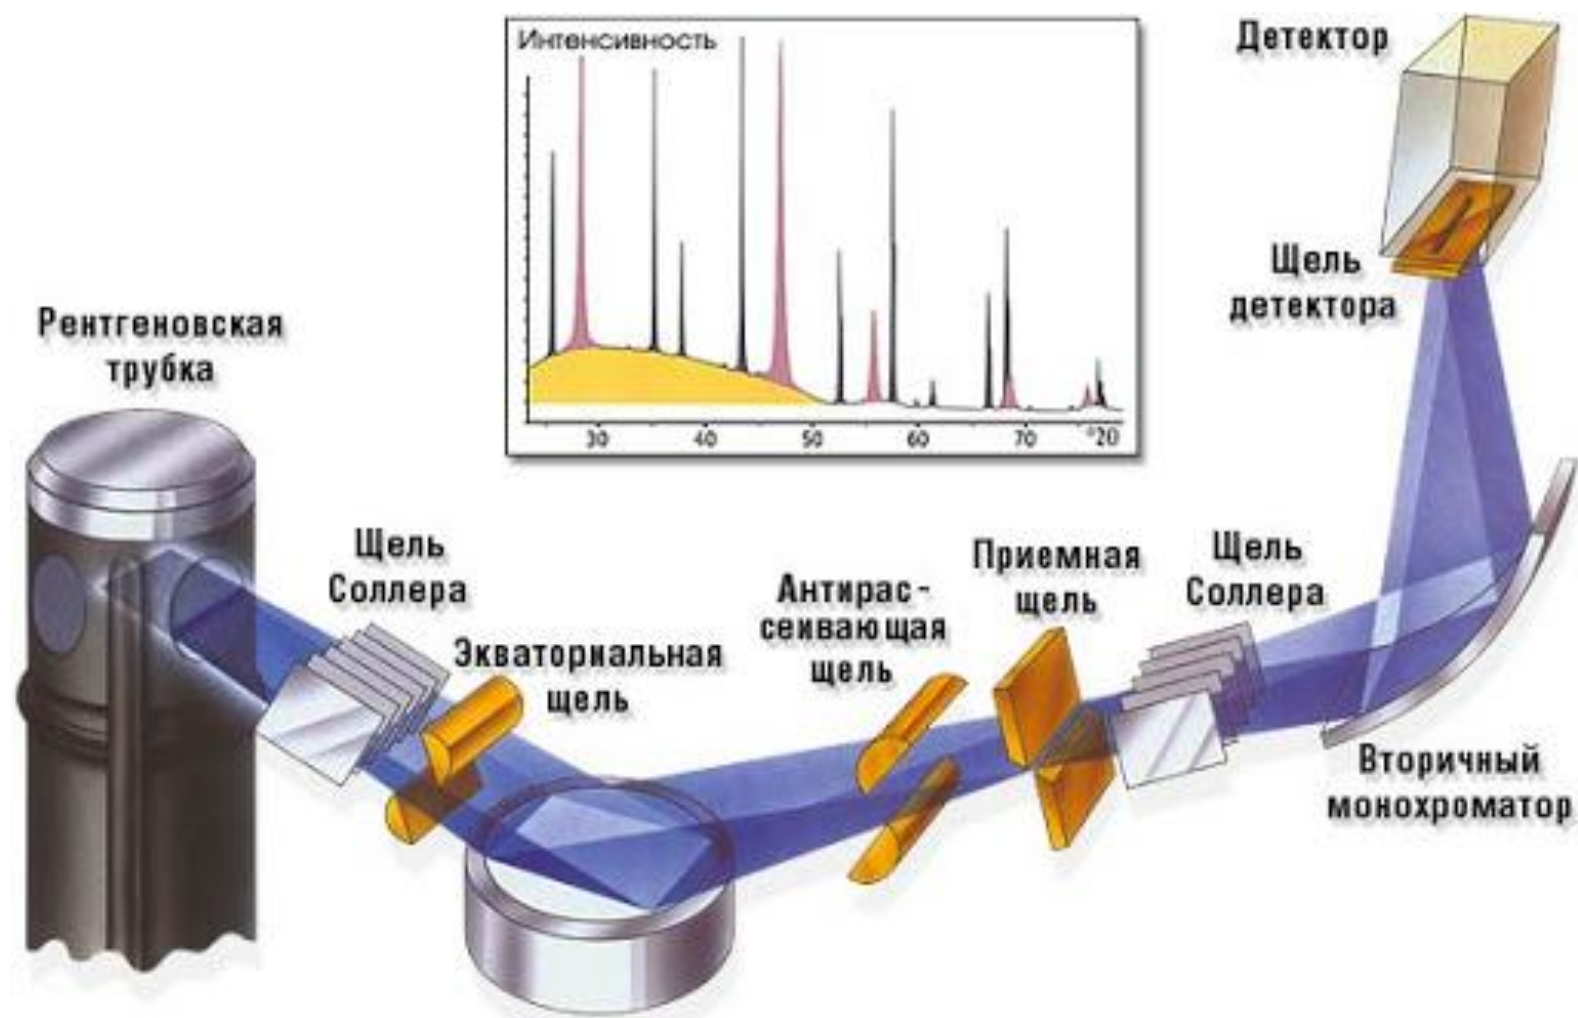 Интенсивность
30 40 50 60 70 °2θ
Детектор
Щель
детектора
Рентгеновская
трубка
Щель
Соллера
Экваториальная
щель
Антирас-
сеивающая
щель
Приемная
щель
Щель
Соллера
Вторичный
монохроматор